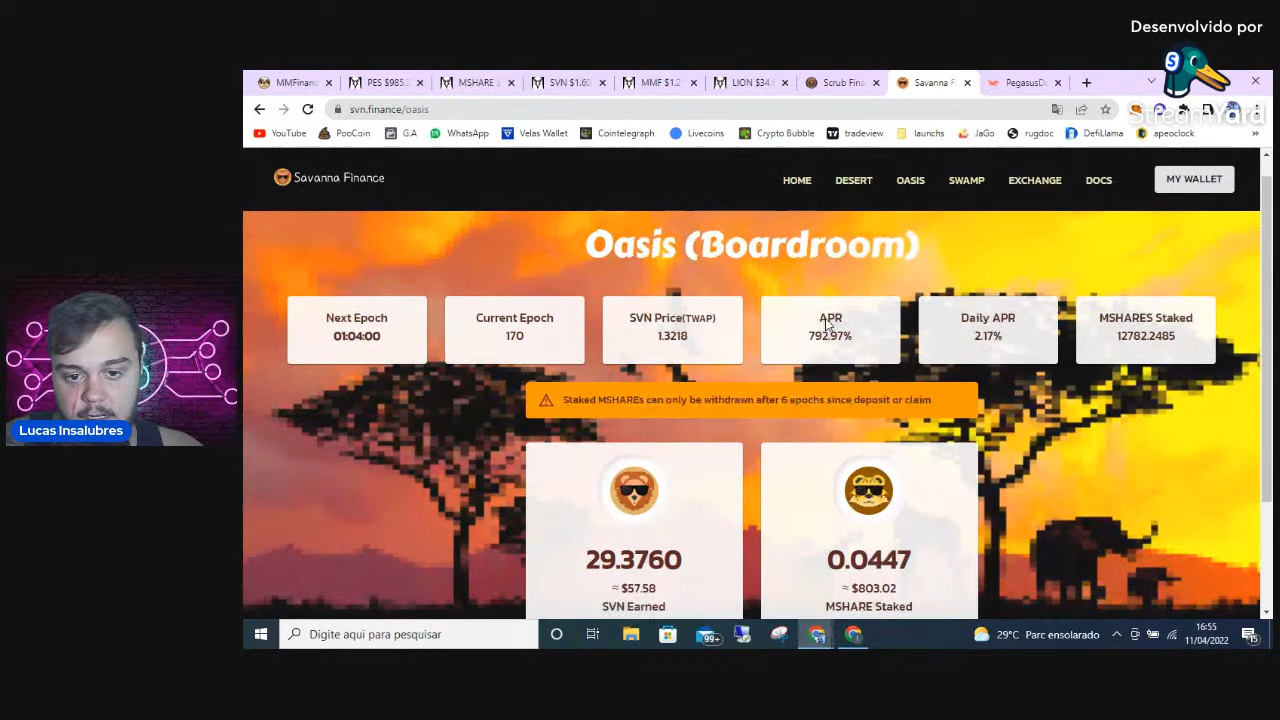 Desenvolvido por
StreamYard
MMFinanc
PES $985.2
MSHARE $
SVN $1.60
MMF $1.2
LION $34.
Scrub Fina
Savanna F
PegasusDo
svn.finance/oasis
YouTube
PooCoin
G.A
WhatsApp
Velas Wallet
Cointelegraph
Livecoins
Crypto Bubble
tradeview
launchs
JaGo
rugdoc
DefiLlama
apeoclock
Savanna Finance
HOME
DESERT
OASIS
SWAMP
EXCHANGE
DOCS
MY WALLET
Oasis (Boardroom)
Next Epoch
01:04:00
Current Epoch
170
SVN Price(TWAP)
1.3218
APR
792.97%
Daily APR
2.17%
MSHARES Staked
12782.2485
Staked MSHAREs can only be withdrawn after 6 epochs since deposit or claim.
29.3760
≈ $57.58
SVN Earned
0.0447
≈ $803.02
MSHARE Staked
Lucas Insalubres
Digite aqui para pesquisar
99+
29°C Parc ensolarado
16:55
11/04/2022
15